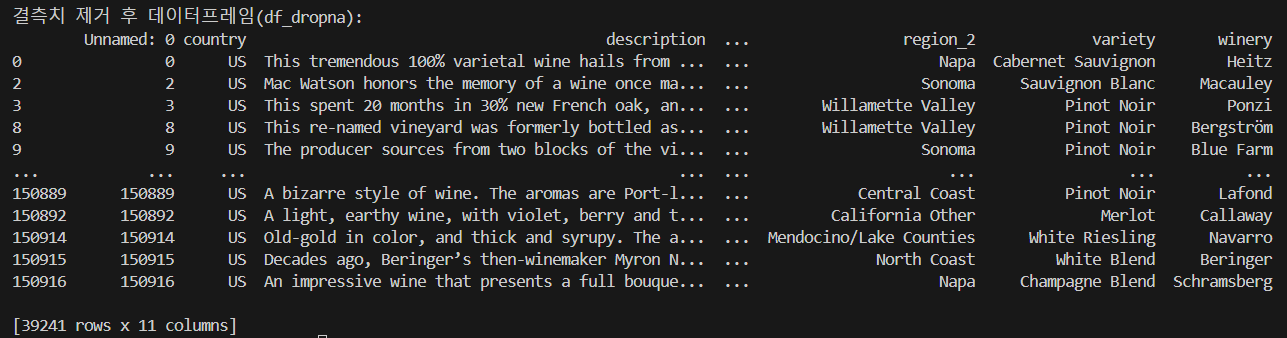 결측치 제거 후 데이터프레임(df_dropna):
Unnamed: 0 country description ... region_2 variety winery
0 0 US This tremendous 100% varietal wine hails from ... ... Napa Cabernet Sauvignon Heitz
2 2 US Mac Watson honors the memory of a wine once ma... ... Sonoma Sauvignon Blanc Macauley
3 3 US This spent 20 months in 30% new French oak, an... ... Willamette Valley Pinot Noir Ponzi
8 8 US This re-named vineyard was formerly bottled as... ... Willamette Valley Pinot Noir Bergström
9 9 US The producer sources from two blocks of the vi... ... Sonoma Pinot Noir Blue Farm
... ... ... ... ... ... ... ...
150889 150889 US A bizarre style of wine. The aromas are Port-l... ... Central Coast Pinot Noir Lafond
150892 150892 US A light, earthy wine, with violet, berry and t... ... California Other Merlot Callaway
150914 150914 US Old-gold in color, and thick and syrupy. The a... ... Mendocino/Lake Counties White Riesling Navarro
150915 150915 US Decades ago, Beringer’s then-winemaker Myron N... ... North Coast White Blend Beringer
150916 150916 US An impressive wine that presents a full bouque... ... Napa Champagne Blend Schramsberg
[39241 rows x 11 columns]